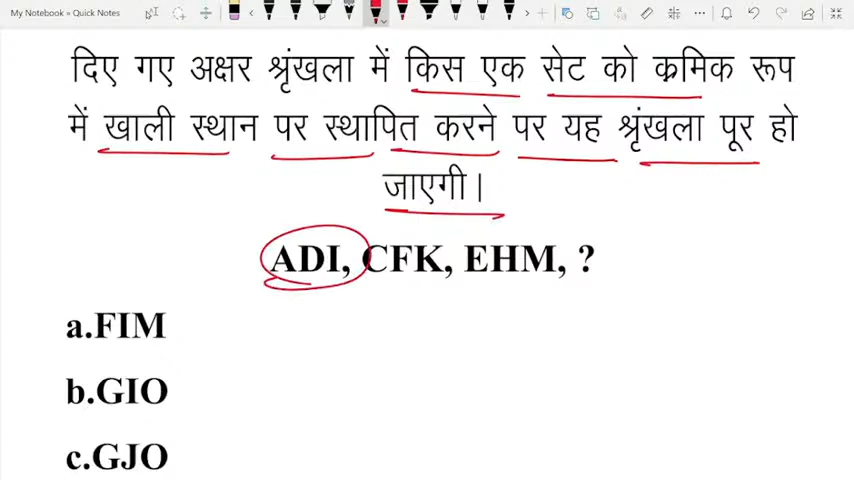 My Notebook » Quick Notes
दिए गए अक्षर श्रृंखला में किस एक सेट को क्रमिक रूप
में खाली स्थान पर स्थापित करने पर यह श्रृंखला पूर हो
जाएगी।
ADI, CFK, EHM, ?
a.FIM
b.GIO
c.GJO